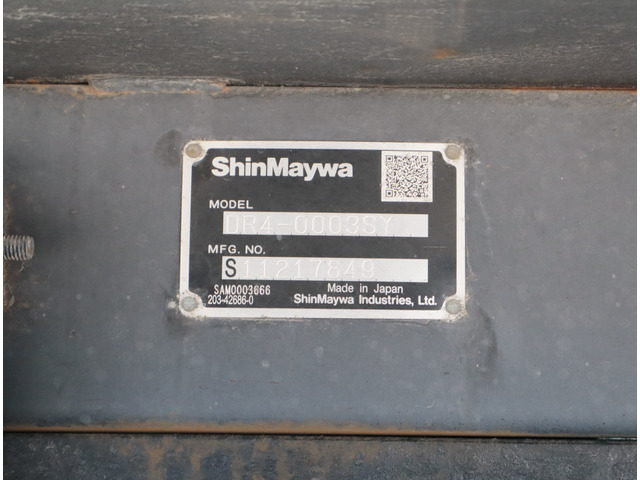 ShinMaywa
MODEL
DR4-0003SY
MFG. NO.
S11217849
SAM0003666
203-42686-0
Made in Japan
ShinMaywa Industries, Ltd.